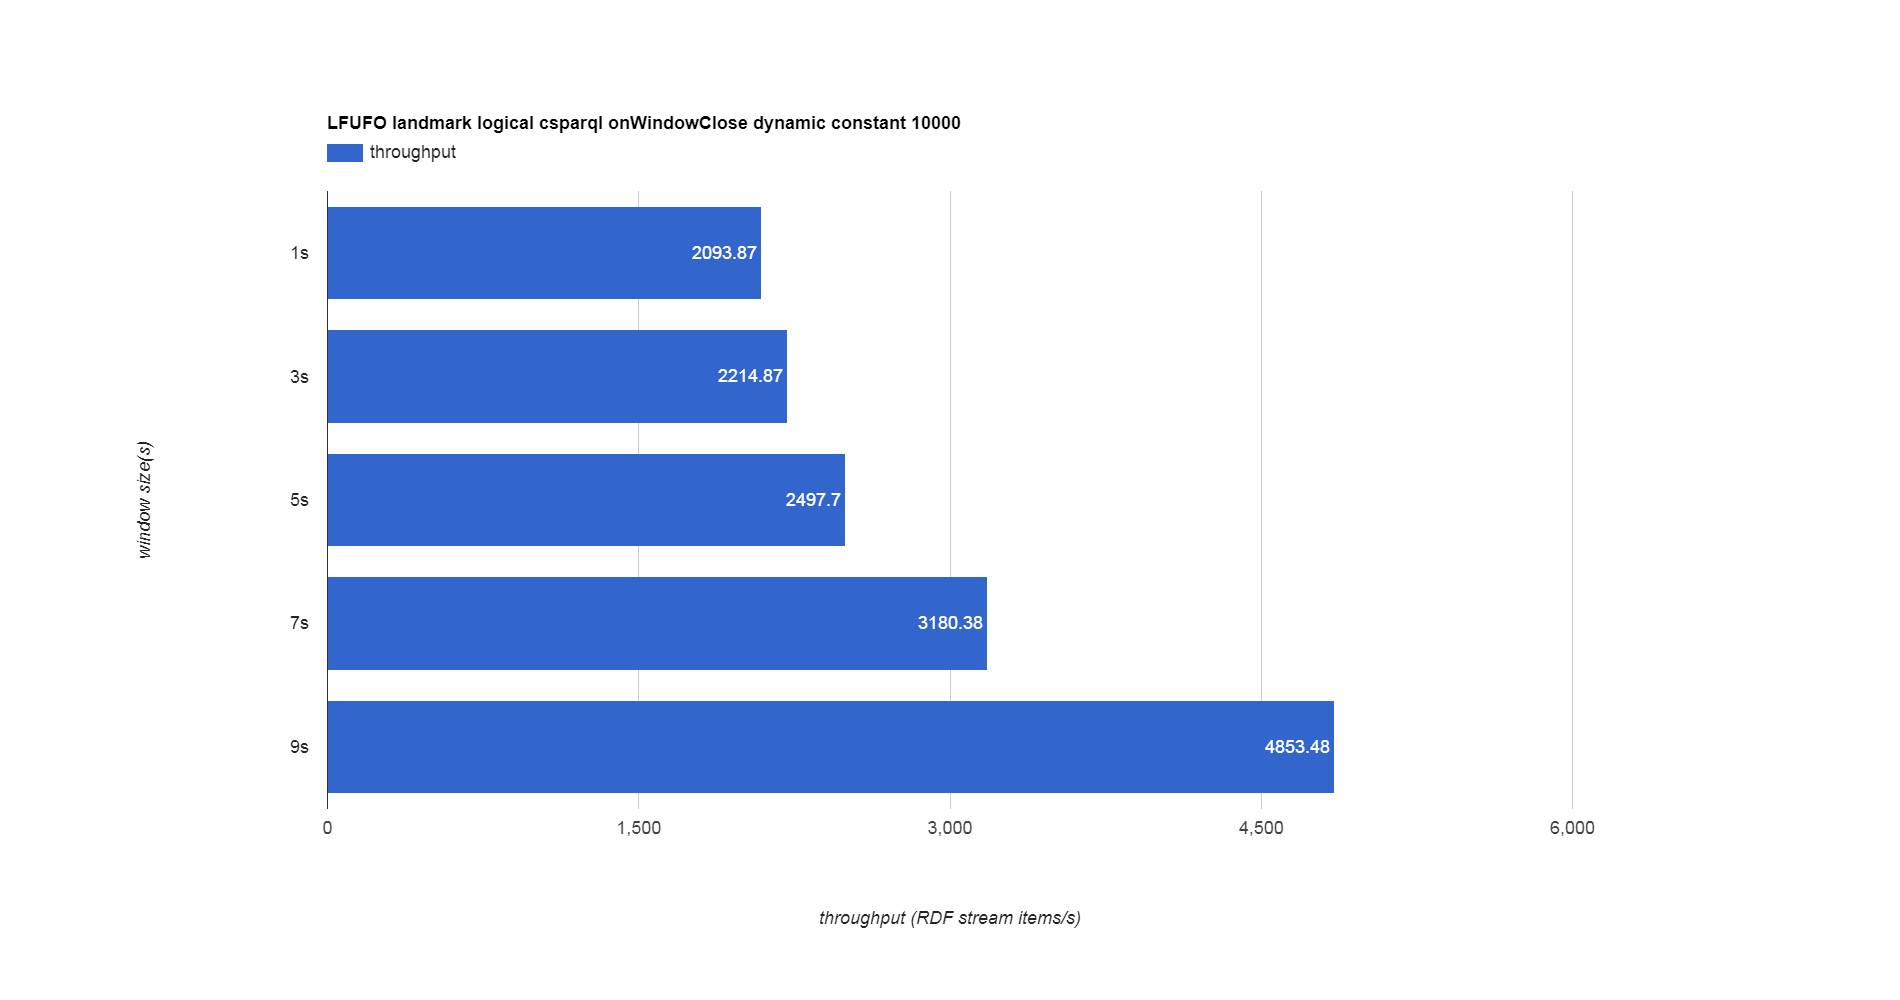 LFUFO landmark logical csparql onWindowClose dynamic constant 10000
throughput
1s
2093.87
3s
2214.87
5s
2497.7
7s
3180.38
9s
4853.48
window size(s)
0 1,500 3,000 4,500 6,000
throughput (RDF stream items/s)